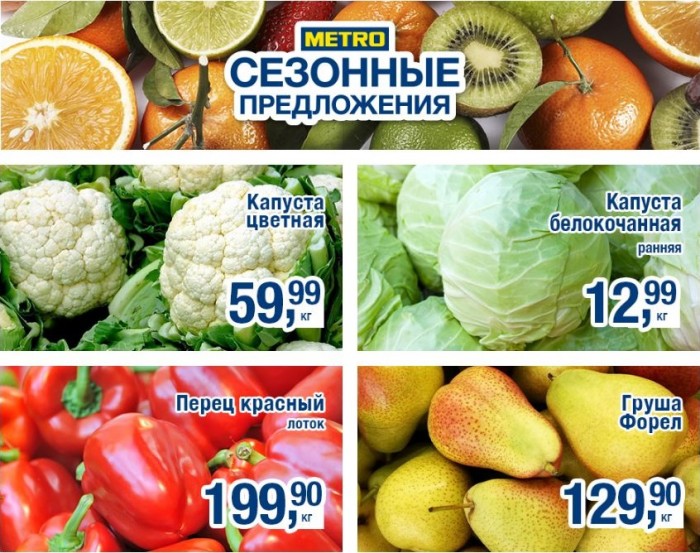 METRO
СЕЗОННЫЕ
ПРЕДЛОЖЕНИЯ
Капуста
цветная
59,99
кг
Капуста
белокочанная
ранняя
12,99
кг
Перец красный
лоток
199,90
кг
Груша
Форел
129,90
кг